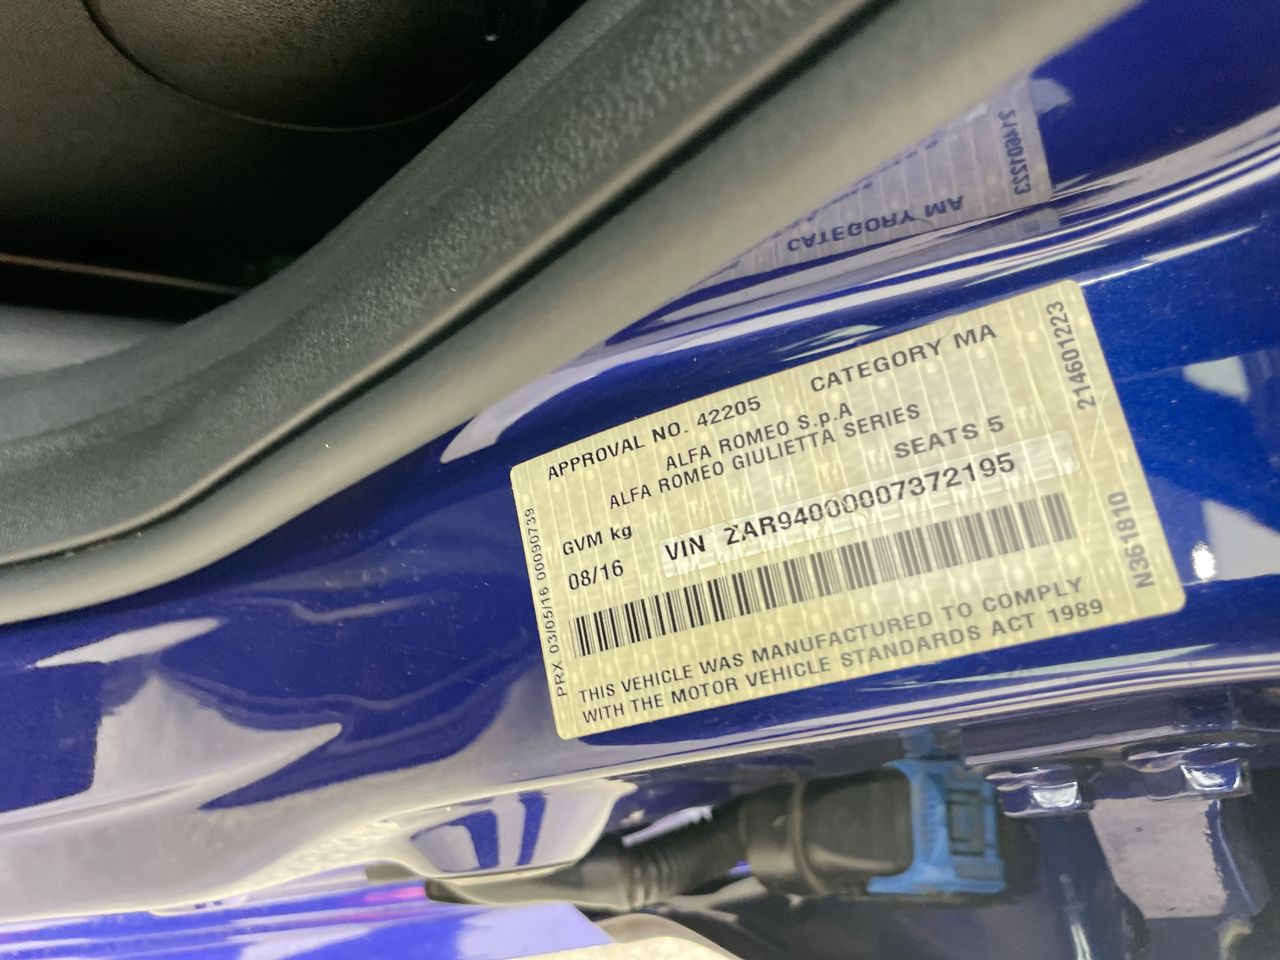 APPROVAL NO. 42205 CATEGORY MA
ALFA ROMEO S.p.A
ALFA ROMEO GIULIETTA SERIES
GVM kg SEATS 5
08/16 VIN ZAR94000007372195
THIS VEHICLE WAS MANUFACTURED TO COMPLY
WITH THE MOTOR VEHICLE STANDARDS ACT 1989
PRX 03/05/16 00090739
214601223
N361810
CATEGORY MA
214601223